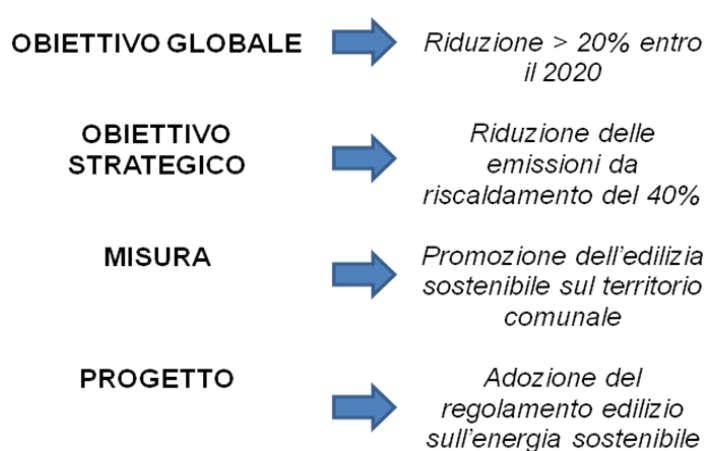 OBIETTIVO GLOBALE
Riduzione > 20% entro
il 2020
OBIETTIVO
STRATEGICO
Riduzione delle
emissioni da
riscaldamento del 40%
MISURA
Promozione dell'edilizia
sostenibile sul territorio
comunale
PROGETTO
Adozione del
regolamento edilizio
sull'energia sostenibile